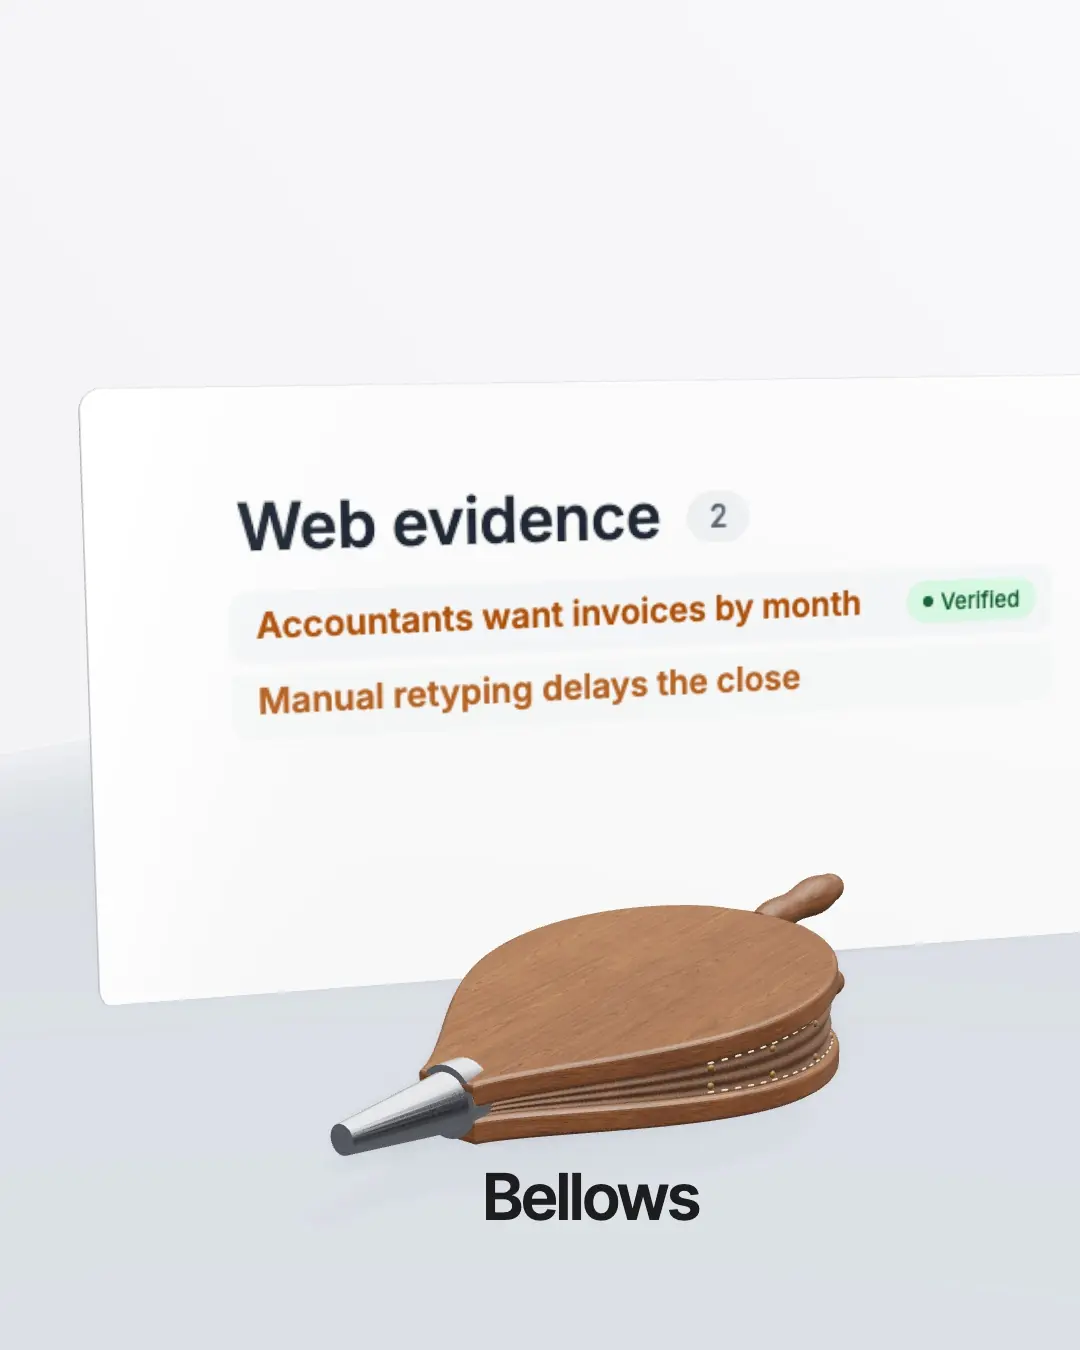 Web evidence 2
Accountants want invoices by month Verified
Manual retyping delays the close
Bellows